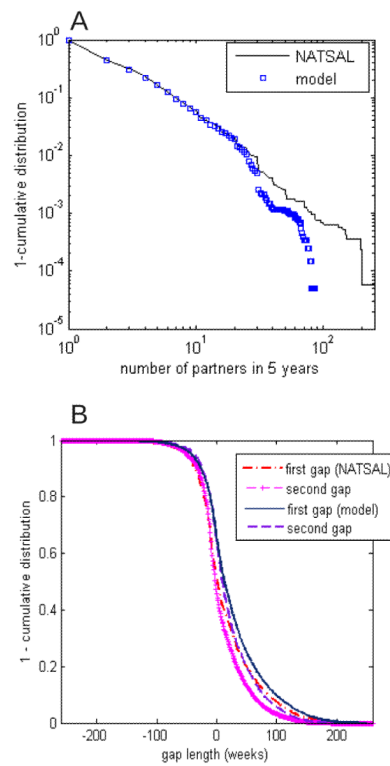 A
10^0
10^-1
10^-2
10^-3
10^-4
10^-5
1-cumulative distribution
NATSAL
model
10^0 10^1 10^2
number of partners in 5 years
B
1
0.8
0.6
0.4
0.2
0
1 - cumulative distribution
first gap (NATSAL)
second gap
first gap (model)
second gap
-200 -100 0 100 200
gap length (weeks)